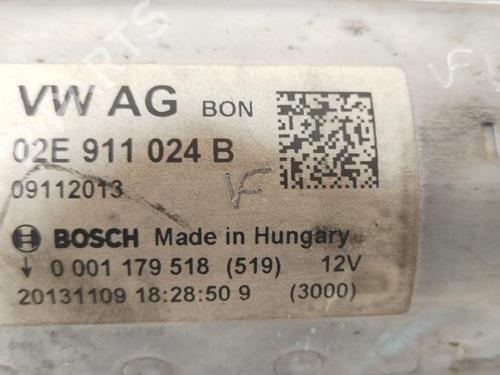 VW AG BON
02E 911 024 B
09112013
VF
BOSCH Made in Hungary
↓ 0 001 179 518 (519) 12V
20131109 18:28:50 9 (3000)